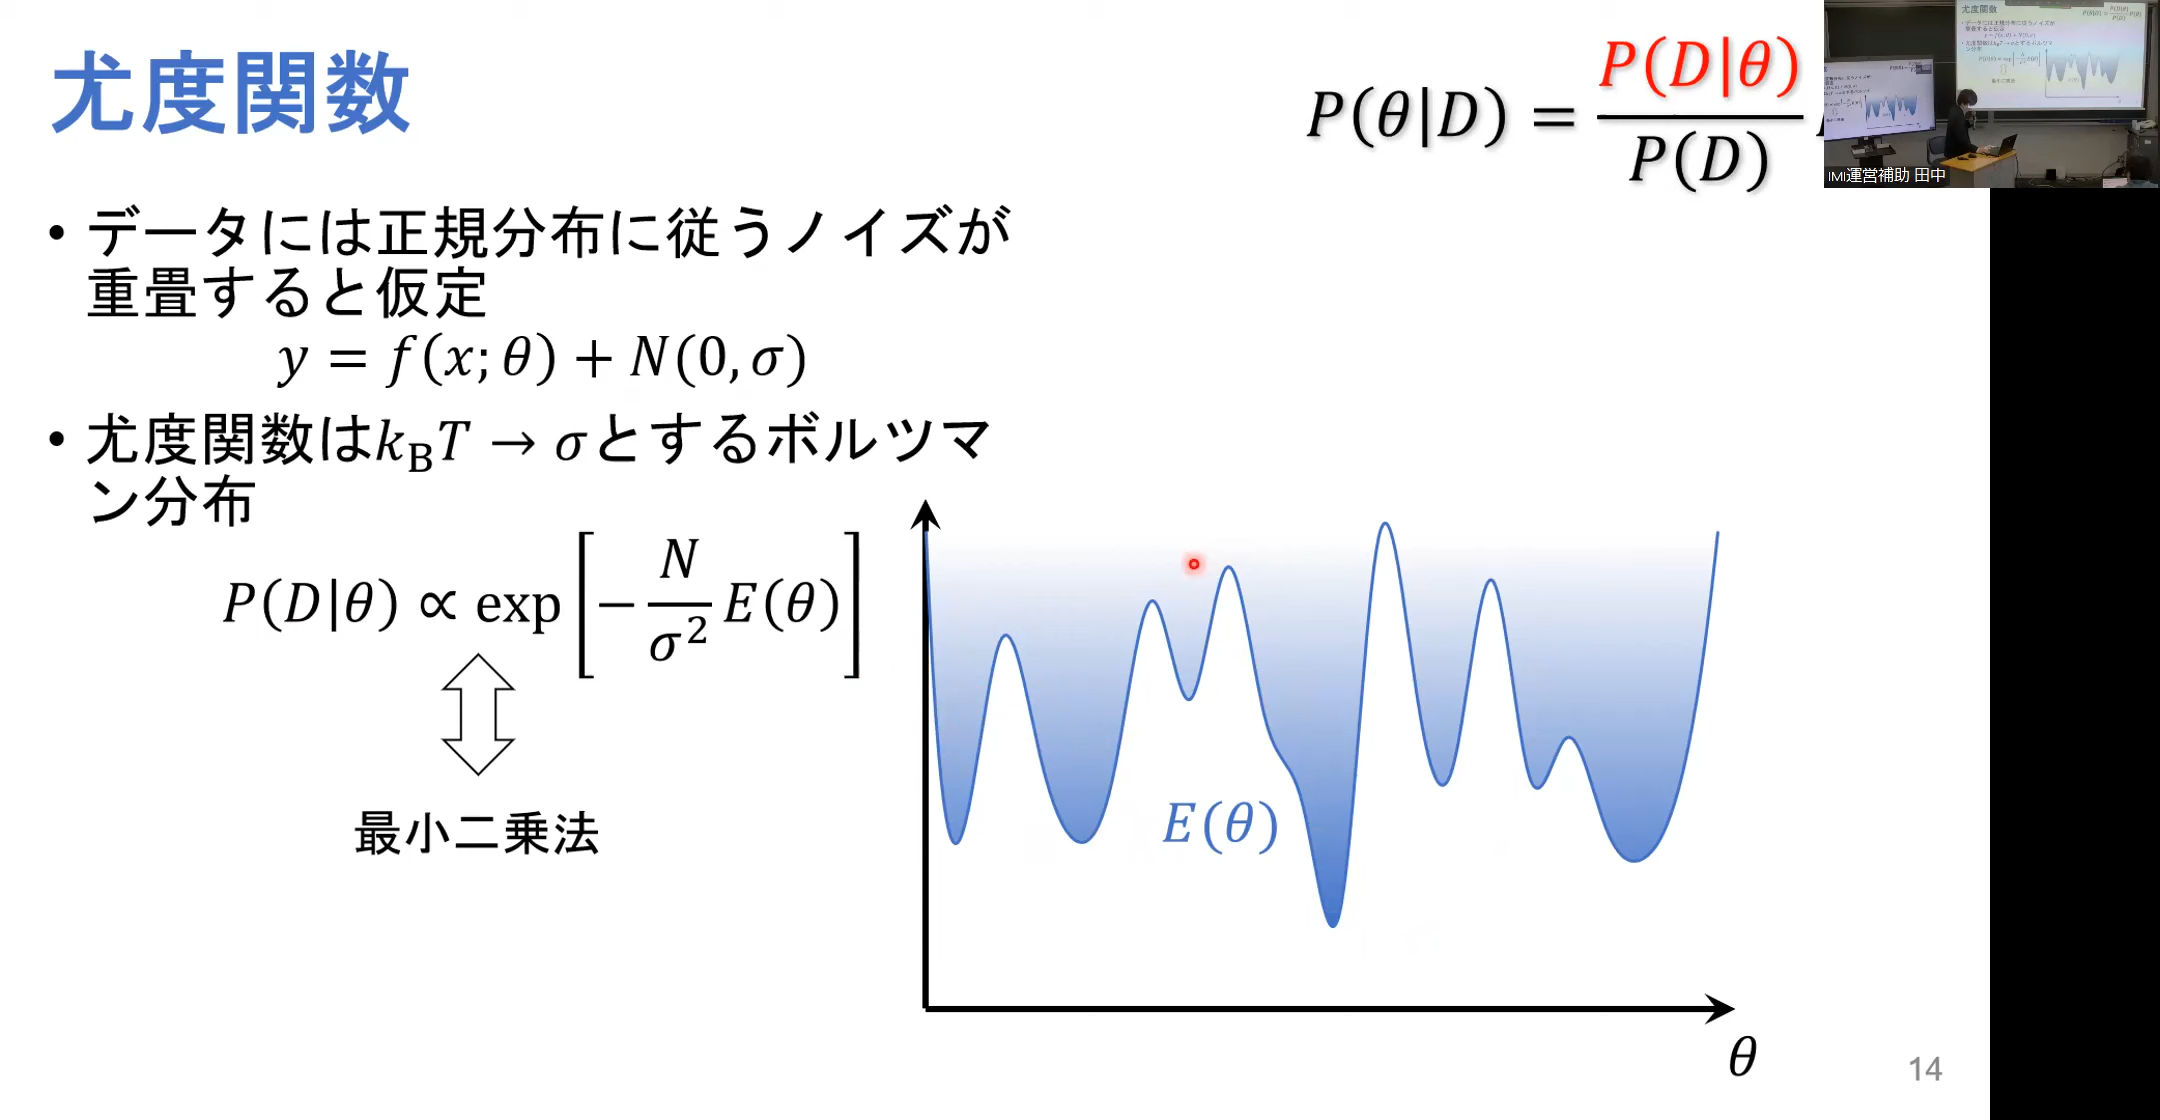 尤度関数
P(θ|D) = P(D|θ) / P(D)
• データには正規分布に従うノイズが
重畳すると仮定
y = f(x; θ) + N(0, σ)
• 尤度関数はk_BT → σとするボルツマ
ン分布
P(D|θ) ∝ exp[−N/σ² E(θ)]
最小二乗法
E(θ)
θ
14
IMI運営補助 田中